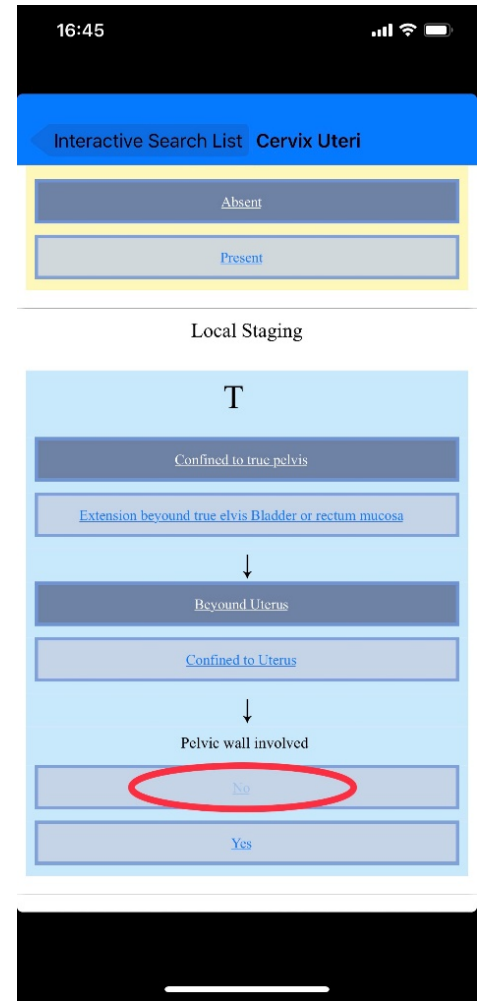 16:45
Interactive Search List Cervix Uteri
Absent
Present
Local Staging
T
Confined to true pelvis
Extension beyound true elvis Bladder or rectum mucosa
↓
Beyound Uterus
Confined to Uterus
↓
Pelvic wall involved
No
Yes